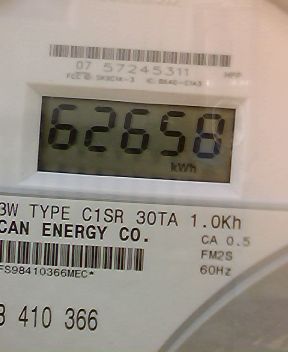 07 57245311
62658
kWh
3W TYPE C1SR 30TA 1.0Kh
CAN ENERGY CO.
CA 0.5
FM2S
60Hz
FS98410366MEC*
3 410 366